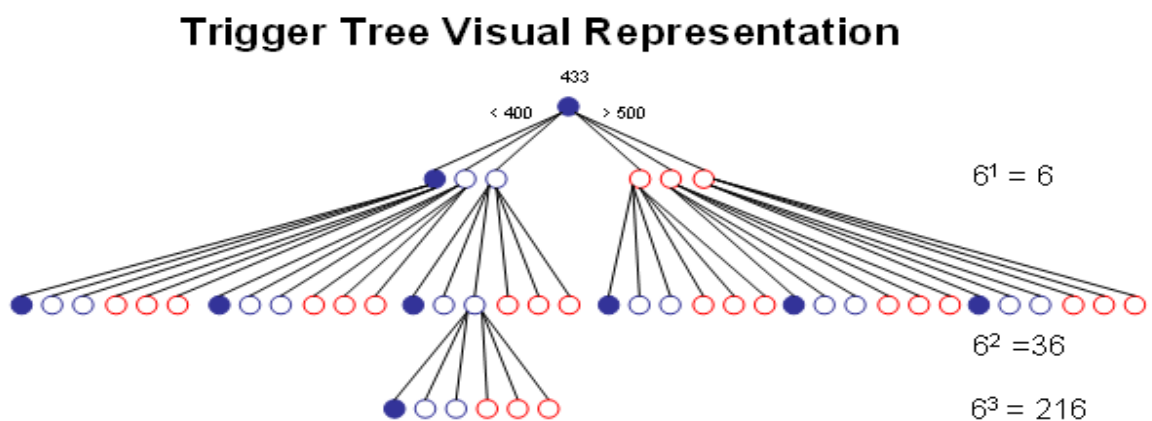 Trigger Tree Visual Representation
433
< 400
> 500
6¹ = 6
6² =36
6³ = 216